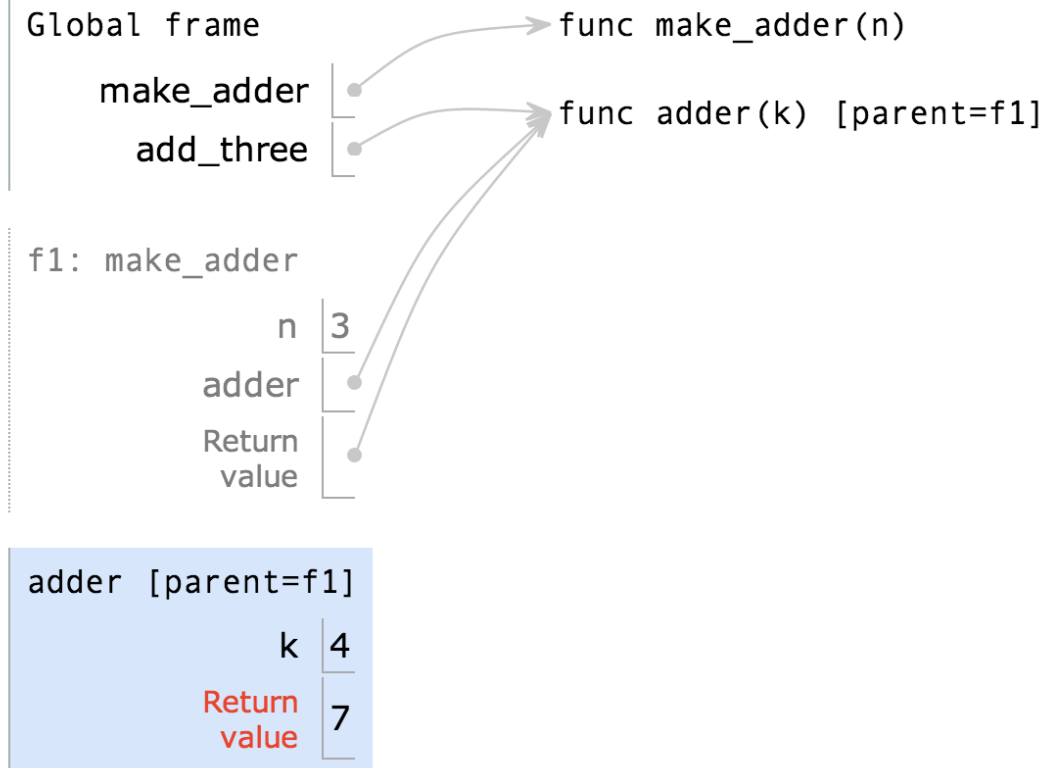 Global frame
func make_adder(n)
make_adder
func adder(k) [parent=f1]
add_three
f1: make_adder
n 3
adder
Return
value
adder [parent=f1]
k 4
Return
value 7